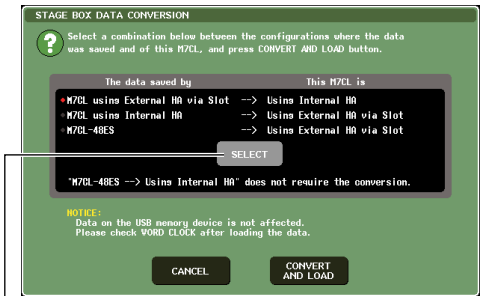 STAGE BOX DATA CONVERSION
Select a combination below between the configurations where the data
was saved and of this M7CL, and press CONVERT AND LOAD button.
The data saved by This M7CL is
M7CL using External HA via Slot --> Using Internal HA
M7CL using Internal HA --> Using External HA via Slot
M7CL-48ES --> Using External HA via Slot
SELECT
"M7CL-48ES --> Using Internal HA" does not require the conversion.
NOTICE:
Data on the USB memory device is not affected.
Please check WORD CLOCK after loading the data.
CANCEL
CONVERT
AND LOAD